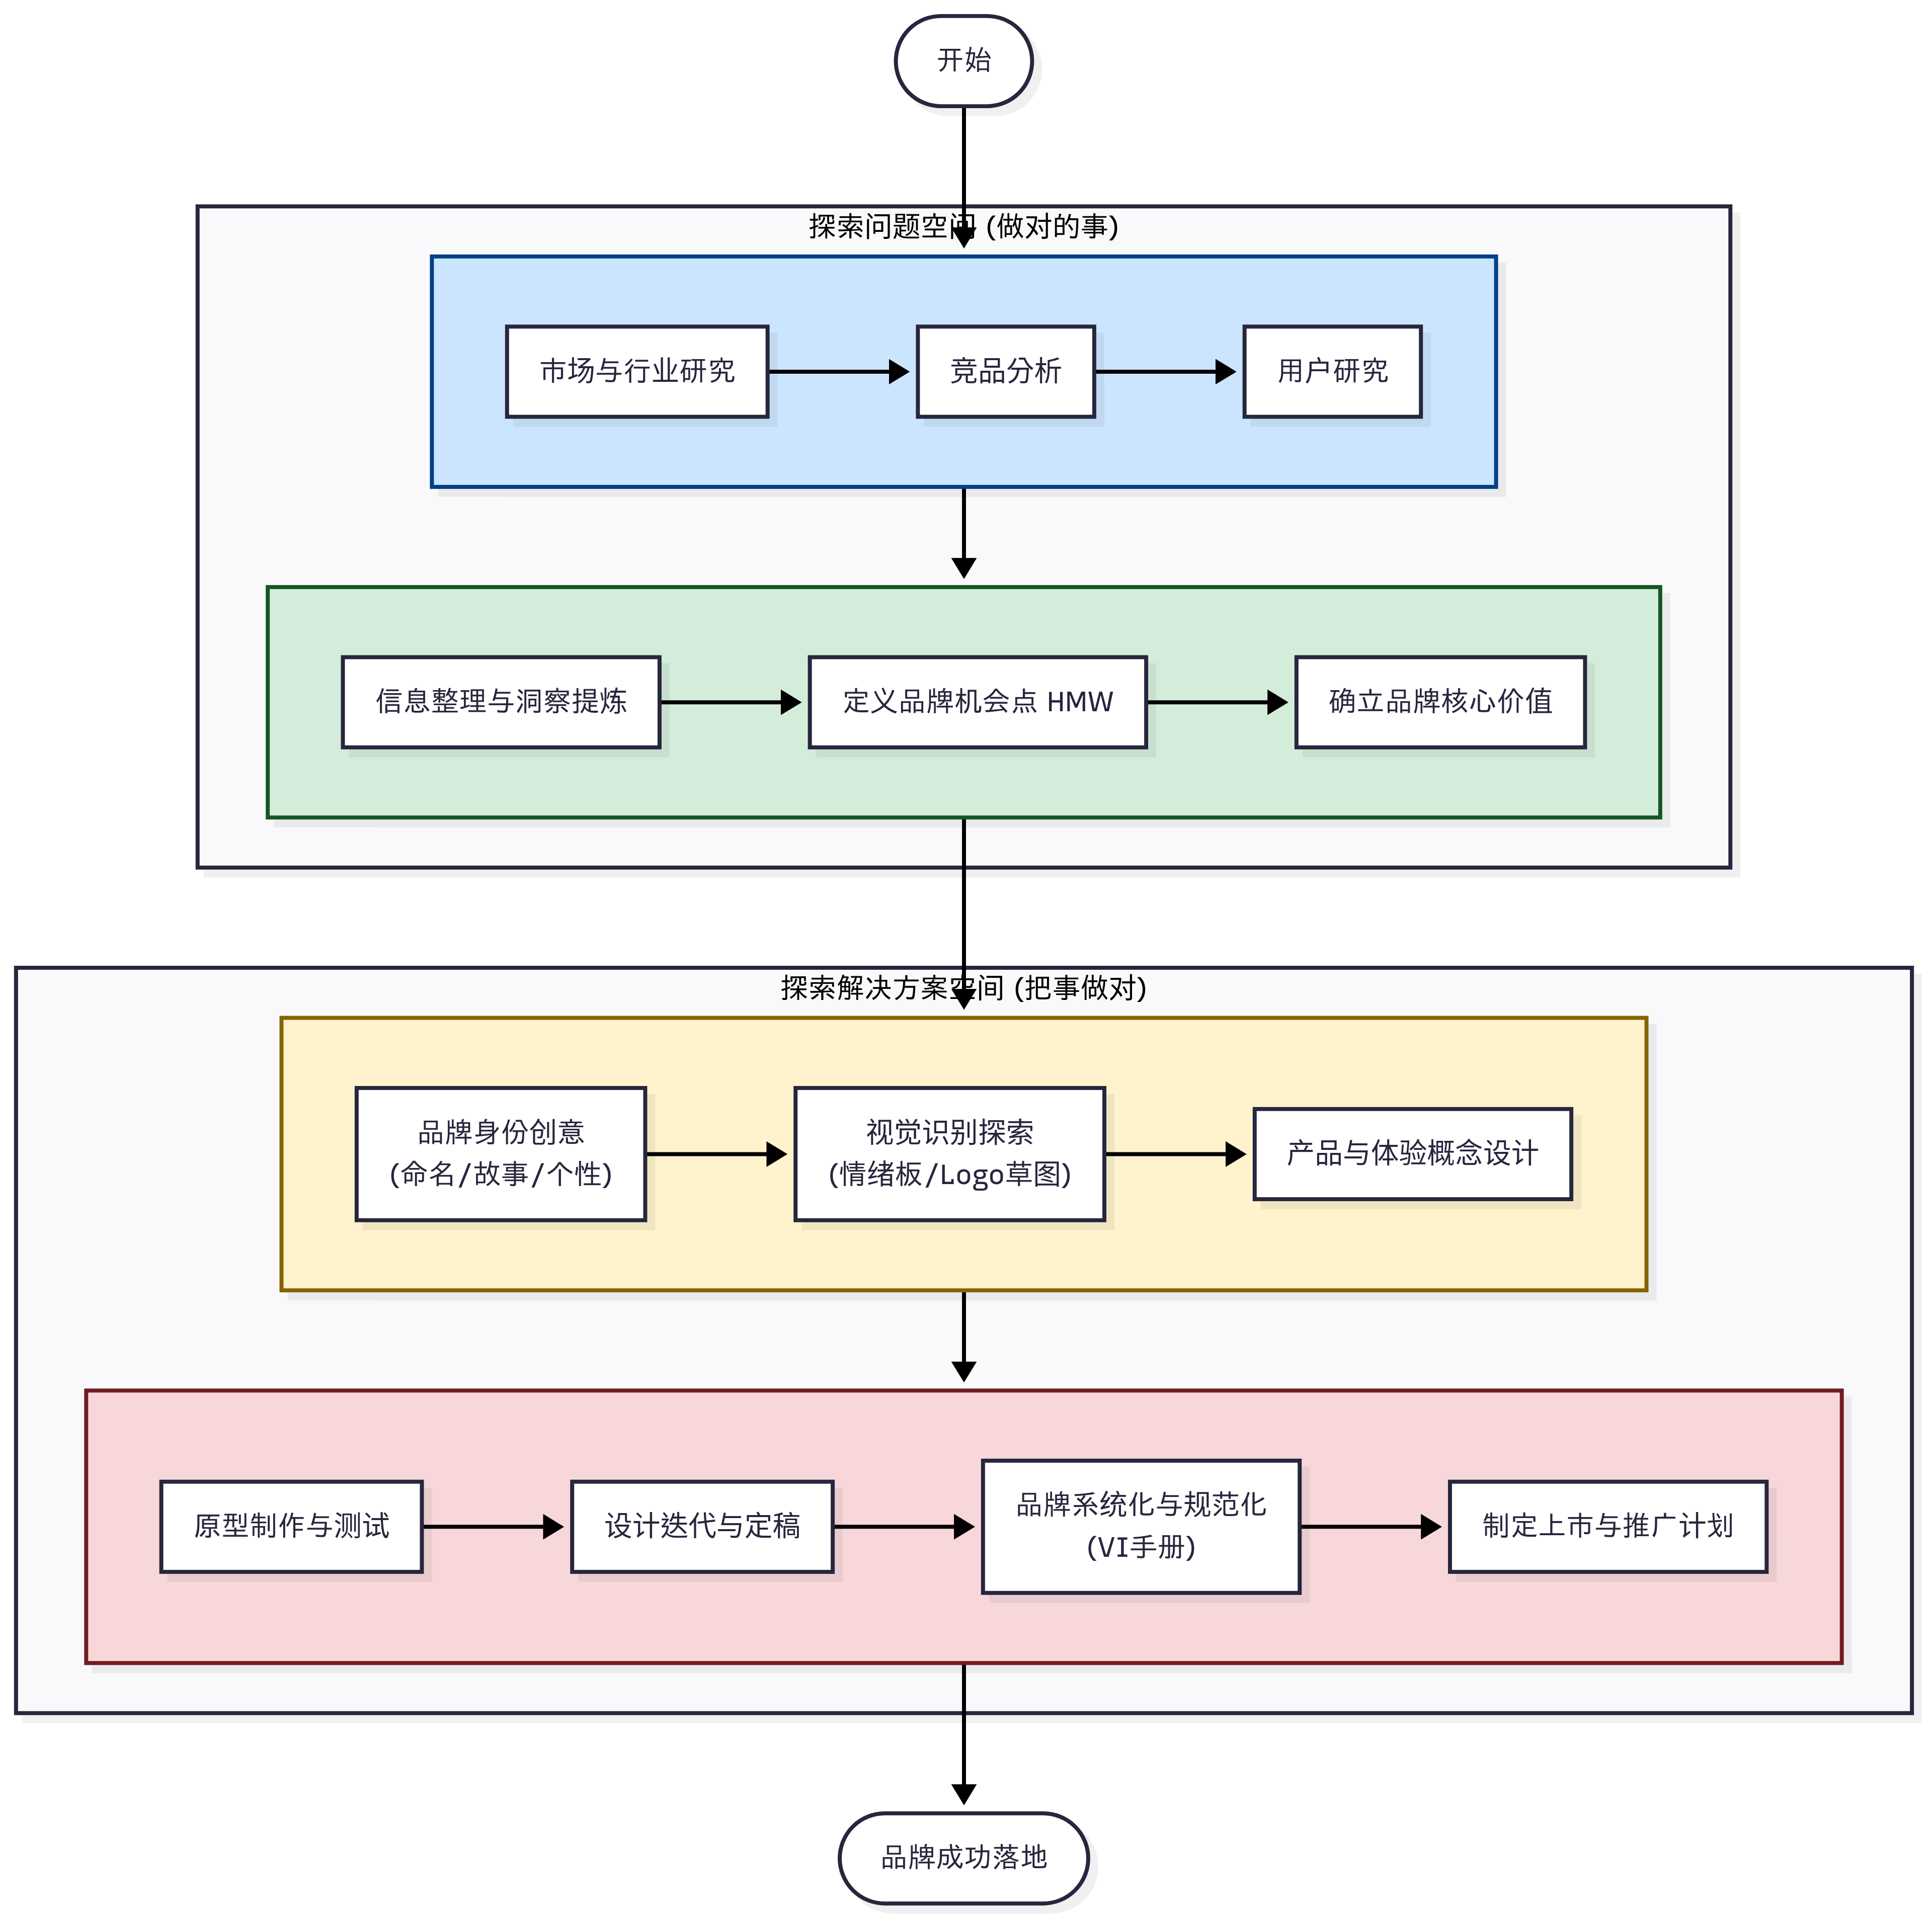 开始
探索问题空间 (做对的事)
市场与行业研究
竞品分析
用户研究
信息整理与洞察提炼
定义品牌机会点 HMW
确立品牌核心价值
探索解决方案空间 (把事做对)
品牌身份创意
(命名/故事/个性)
视觉识别探索
(情绪板/Logo草图)
产品与体验概念设计
原型制作与测试
设计迭代与定稿
品牌系统化与规范化
(VI手册)
制定上市与推广计划
品牌成功落地